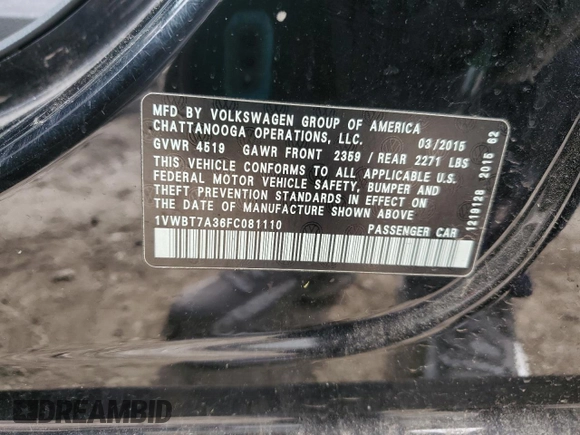 MFD BY VOLKSWAGEN GROUP OF AMERICA
CHATTANOOGA OPERATIONS, LLC. 03/2015
GVWR 4519 GAWR FRONT 2359 / REAR 2271 LBS
THIS VEHICLE CONFORMS TO ALL APPLICABLE U.S.
FEDERAL MOTOR VEHICLE SAFETY, BUMPER AND
THEFT PREVENTION STANDARDS IN EFFECT ON
THE DATE OF MANUFACTURE SHOWN ABOVE
1VWBT7A36FC081110 PASSENGER CAR
1219128 2015 62
DREAMBID